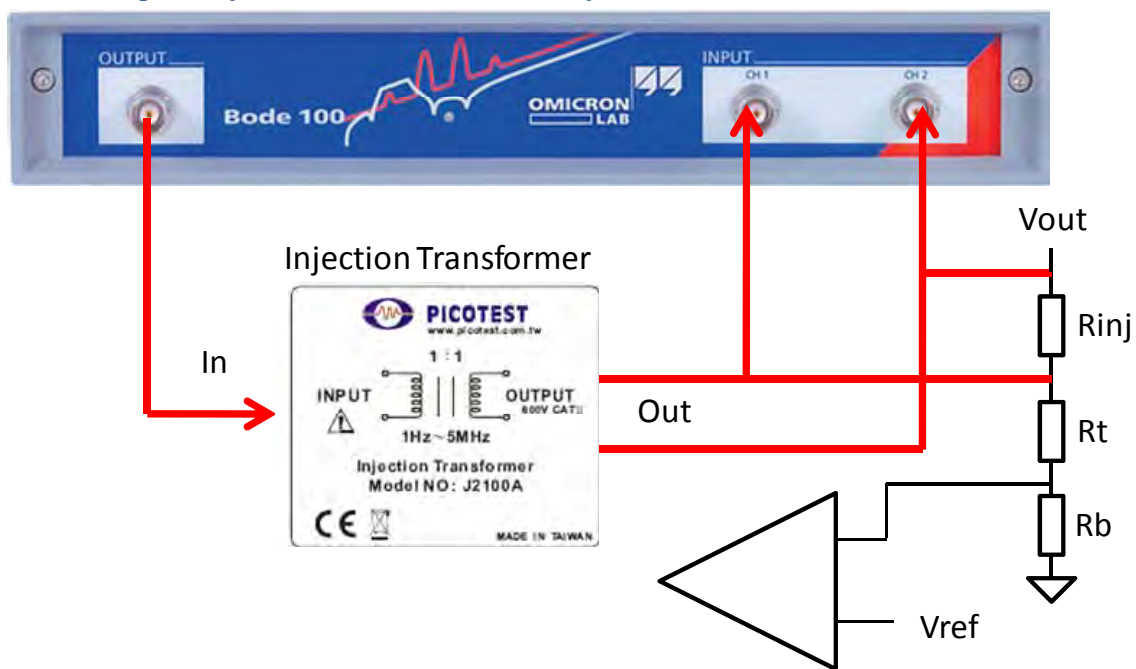 OUTPUT
INPUT
CH 1
CH 2
Bode 100
®
OMICRON
LAB
Vout
Injection Transformer
Rinj
PICOTEST
www.picotest.com.tw
In
1 : 1
INPUT
OUTPUT
600V CATII
Out
Rt
1Hz~5MHz
Injection Transformer
Model NO: J2100A
CE
MADE IN TAIWAN
Rb
Vref